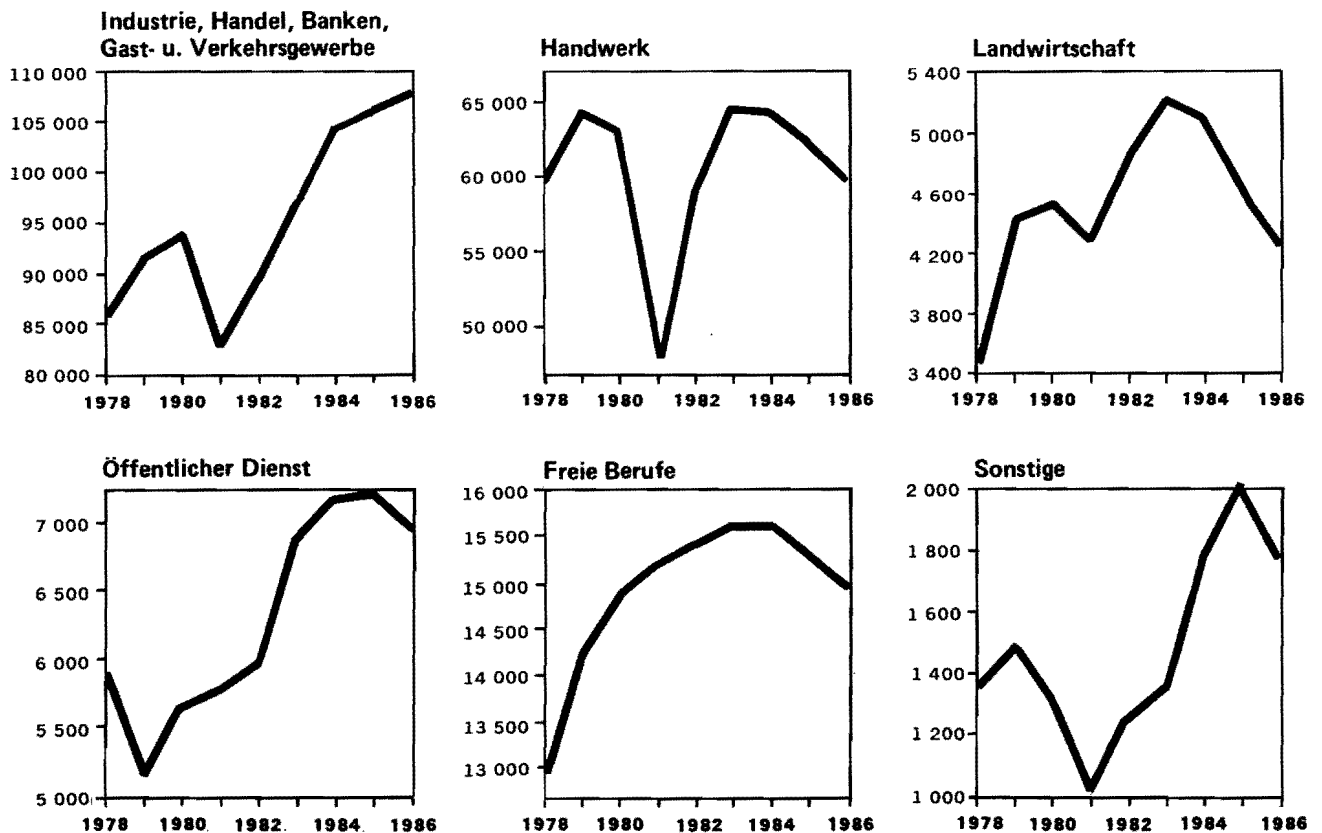 Industrie, Handel, Banken,
Gast- u. Verkehrsgewerbe
110 000
105 000
100 000
95 000
90 000
85 000
80 000
1978 1980 1982 1984 1986
Handwerk
65 000
60 000
55 000
50 000
1978 1980 1982 1984 1986
Landwirtschaft
5 400
5 000
4 600
4 200
3 800
3 400
1978 1980 1982 1984 1986
Öffentlicher Dienst
7 000
6 500
6 000
5 500
5 000
1978 1980 1982 1984 1986
Freie Berufe
16 000
15 500
15 000
14 500
14 000
13 500
13 000
1978 1980 1982 1984 1986
Sonstige
2 000
1 800
1 600
1 400
1 200
1 000
1978 1980 1982 1984 1986